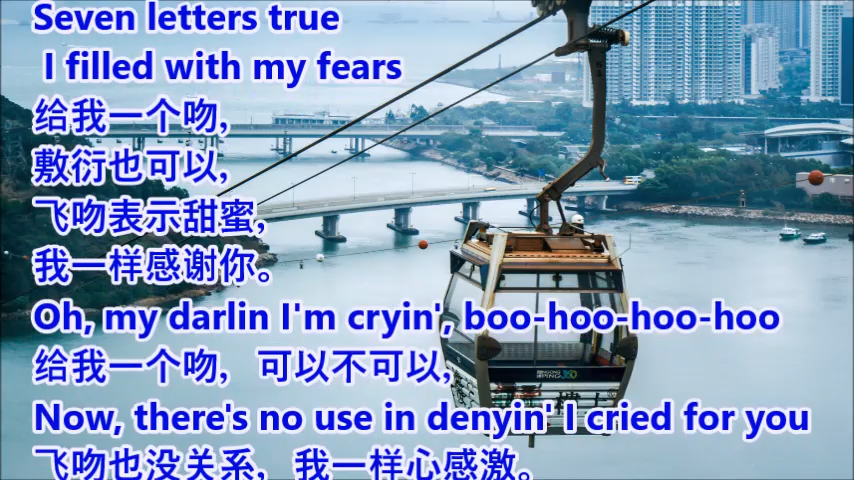 Seven letters true
I filled with my fears
给我一个吻,
敷衍也可以,
飞吻表示甜蜜,
我一样感谢你。
Oh, my darlin I'm cryin', boo-hoo-hoo-hoo
给我一个吻，可以不可以,
Now, there's no use in denyin' I cried for you
飞吻也没关系，我一样心感激。
PING 360